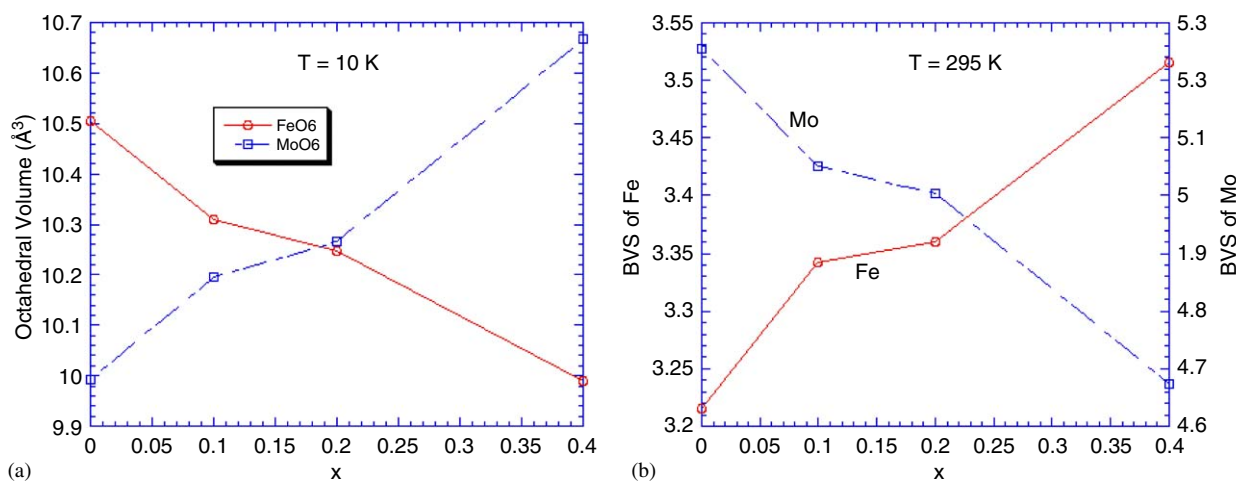 10.7
10.6
10.5
10.4
10.3
10.2
10.1
10
9.9
Octahedral Volume (Å³)
T = 10 K
FeO6
MoO6
0 0.05 0.1 0.15 0.2 0.25 0.3 0.35 0.4
x
(a)
3.55
3.5
3.45
3.4
3.35
3.3
3.25
3.2
BVS of Fe
T = 295 K
Mo
Fe
5.3
5.3
5.1
5
1.9
4.8
4.7
4.6
BVS of Mo
0 0.05 0.1 0.15 0.2 0.25 0.3 0.35 0.4
x
(b)